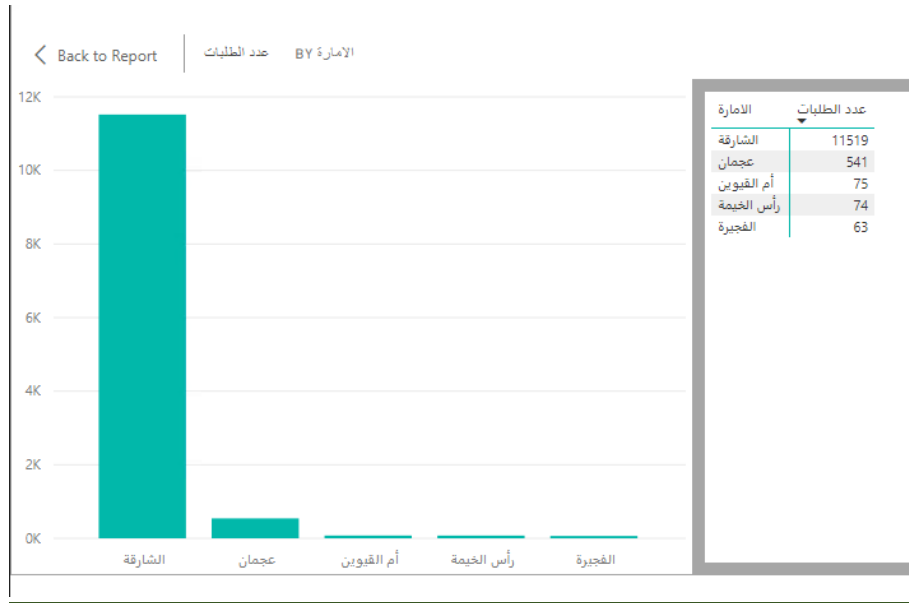 Back to Report
عدد الطلبات BY الامارة
12K
10K
8K
6K
4K
2K
0K
الشارقة
عجمان
أم القيوين
رأس الخيمة
الفجيرة
الامارة عدد الطلبات
الشارقة 11519
عجمان 541
أم القيوين 75
رأس الخيمة 74
الفجيرة 63